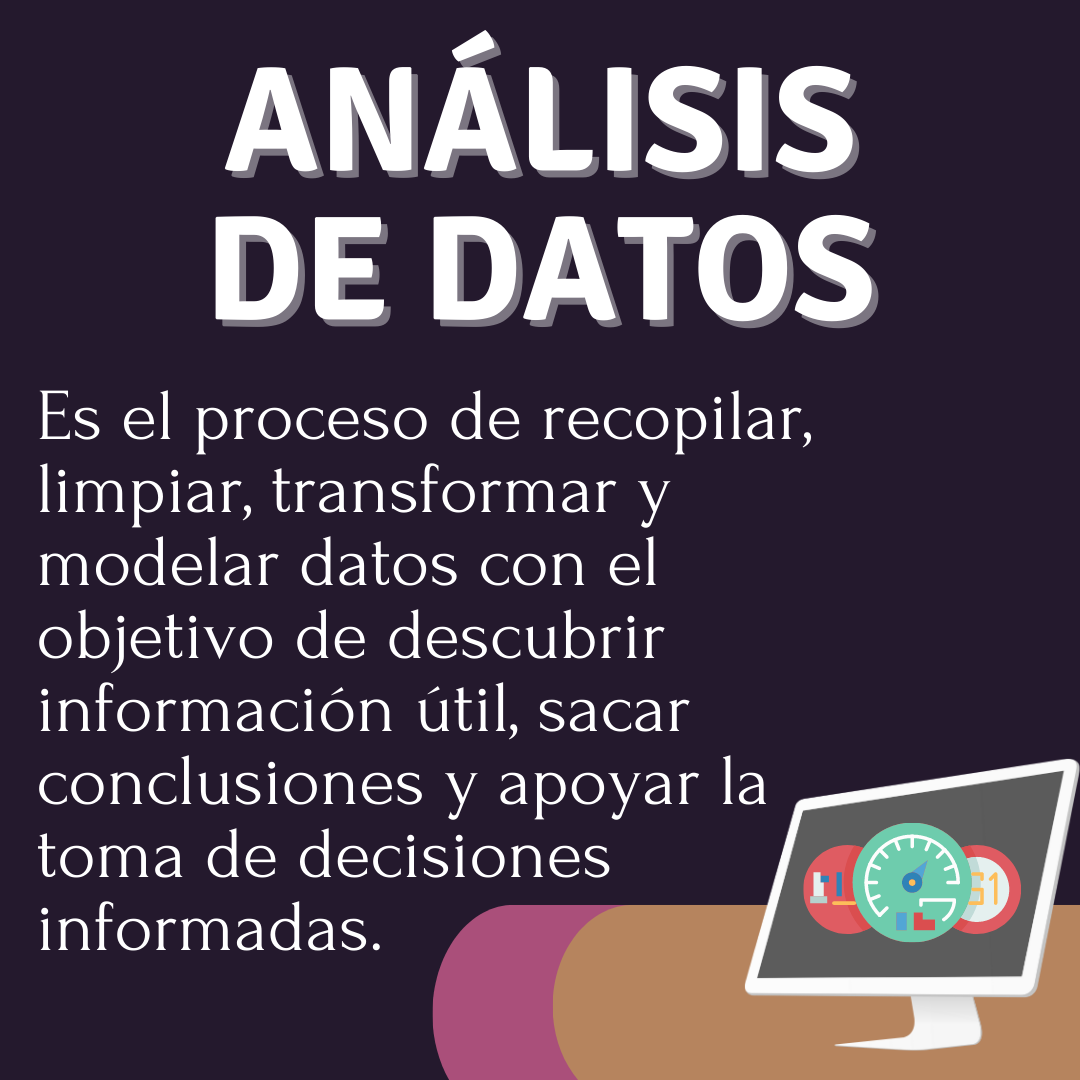 ANÁLISIS
DE DATOS
Es el proceso de recopilar,
limpiar, transformar y
modelar datos con el
objetivo de descubrir
información útil, sacar
conclusiones y apoyar la
toma de decisiones
informadas.